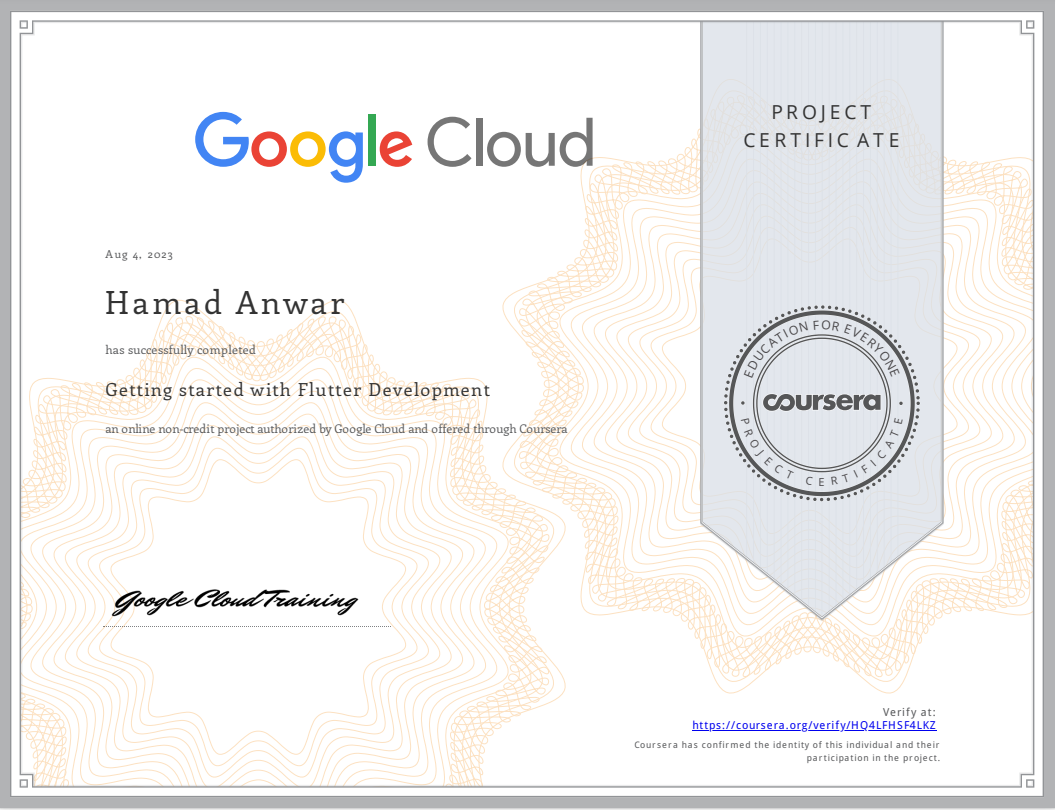 Google Cloud
PROJECT
CERTIFICATE
Aug 4, 2023
Hamad Anwar
has successfully completed
Getting started with Flutter Development
an online non-credit project authorized by Google Cloud and offered through Coursera
EDUCATION FOR EVERYONE
coursera
PROJECT CERTIFICATE
Google Cloud Training
Verify at:
https://coursera.org/verify/HQ4LFHSF4LKZ
Coursera has confirmed the identity of this individual and their
participation in the project.